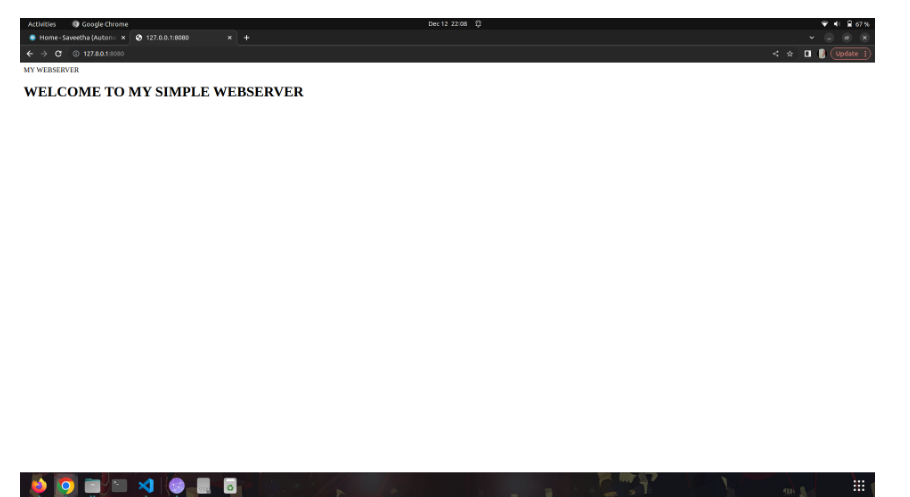 Activities Google Chrome Dec 12 22:08 67%
Home - Saveetha (Autono 127.0.0.1:8080
127.0.0.1:8080 Update
MY WEBSERVER
WELCOME TO MY SIMPLE WEBSERVER